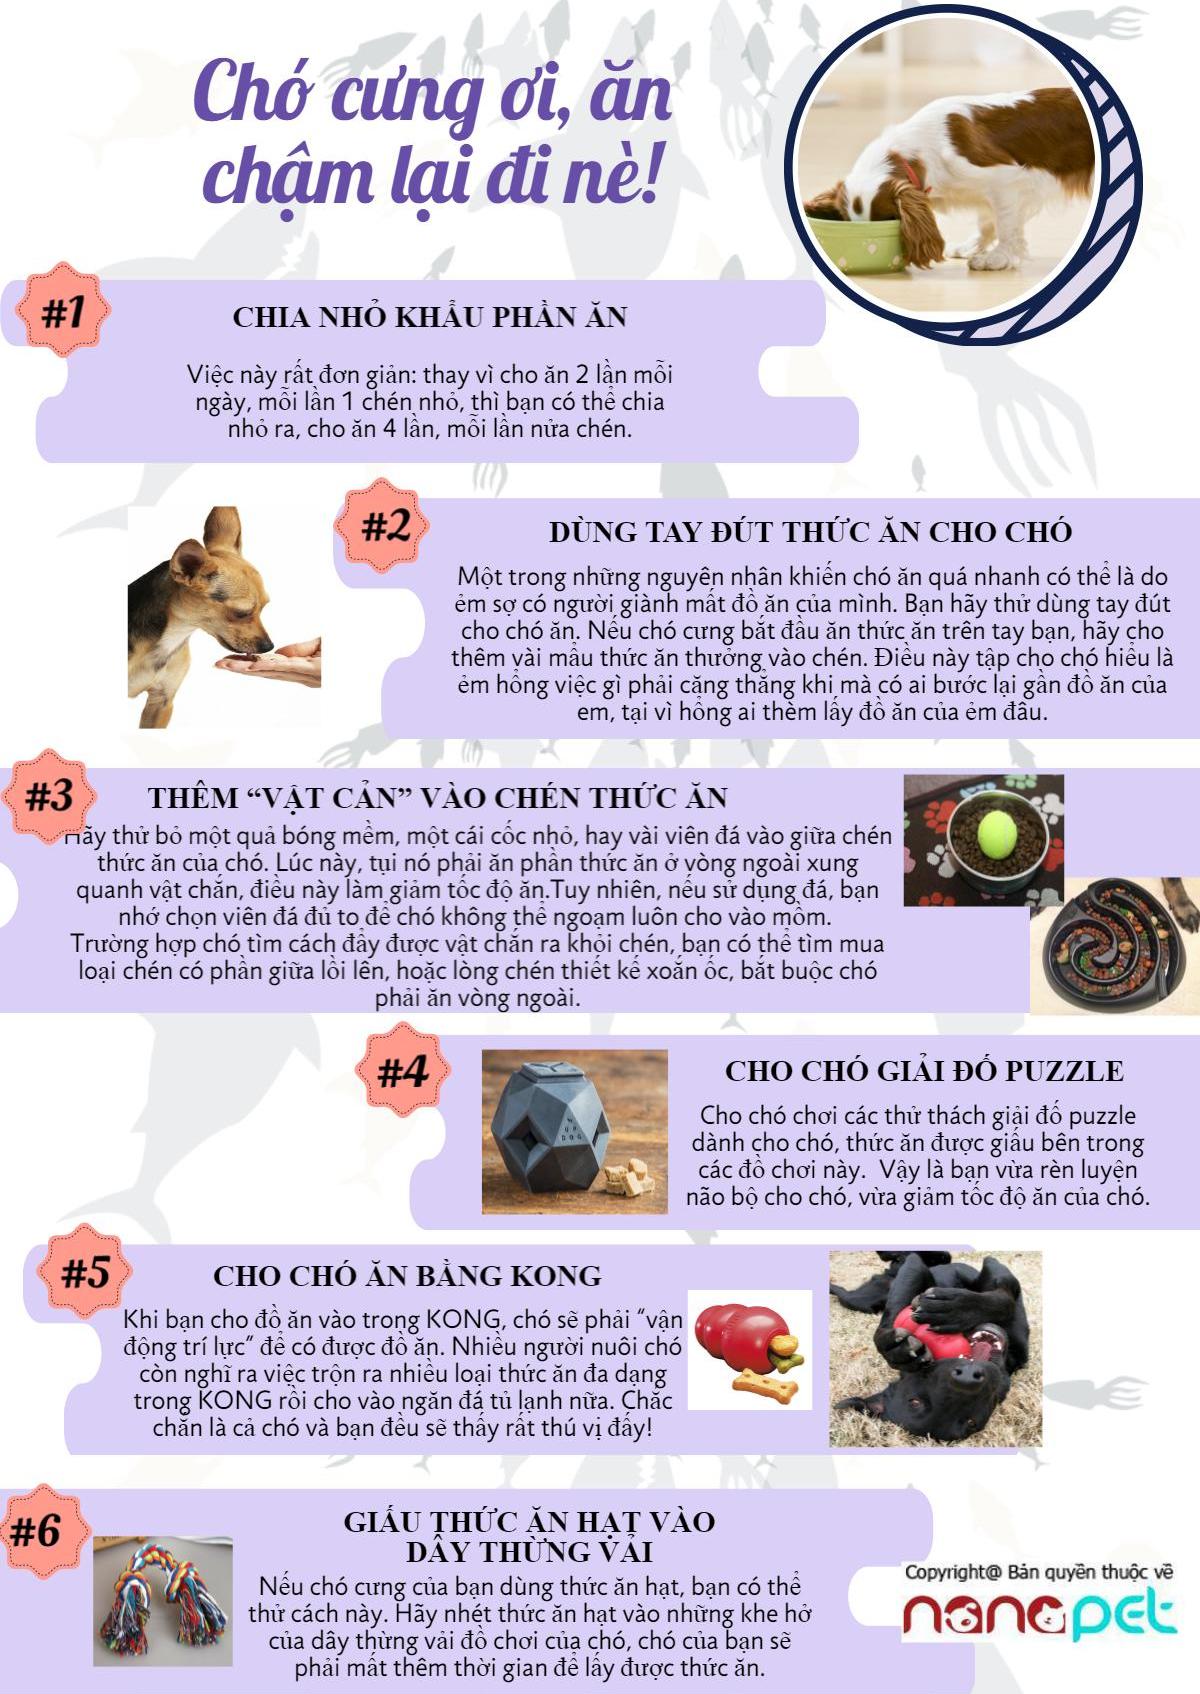 Chó cưng ơi, ăn
chậm lại đi nè!
#1
CHIA NHỎ KHẨU PHẦN ĂN
Việc này rất đơn giản: thay vì cho ăn 2 lần mỗi
ngày, mỗi lần 1 chén nhỏ, thì bạn có thể chia
nhỏ ra, cho ăn 4 lần, mỗi lần nửa chén.
#2
DÙNG TAY ĐÚT THỨC ĂN CHO CHÓ
Một trong những nguyên nhân khiến chó ăn quá nhanh có thể là do
ẻm sợ có người giành mất đồ ăn của mình. Bạn hãy thử dùng tay đút
cho chó ăn. Nếu chó cưng bắt đầu ăn thức ăn trên tay bạn, hãy cho
thêm vài mẩu thức ăn thưởng vào chén. Điều này tập cho chó hiểu là
ẻm hổng việc gì phải căng thẳng khi mà có ai bước lại gần đồ ăn của
em, tại vì hổng ai thèm lấy đồ ăn của ẻm đâu.
#3
THÊM “VẬT CẢN” VÀO CHÉN THỨC ĂN
Hãy thử bỏ một quả bóng mềm, một cái cốc nhỏ, hay vài viên đá vào giữa chén
thức ăn của chó. Lúc này, tụi nó phải ăn phần thức ăn ở vòng ngoài xung
quanh vật chắn, điều này làm giảm tốc độ ăn.Tuy nhiên, nếu sử dụng đá, bạn
nhớ chọn viên đá đủ to để chó không thể ngoạm luôn cho vào mồm.
Trường hợp chó tìm cách đẩy được vật chắn ra khỏi chén, bạn có thể tìm mua
loại chén có phần giữa lồi lên, hoặc lòng chén thiết kế xoắn ốc, bắt buộc chó
phải ăn vòng ngoài.
#4
CHO CHÓ GIẢI ĐỐ PUZZLE
Cho chó chơi các thử thách giải đố puzzle
dành cho chó, thức ăn được giấu bên trong
các đồ chơi này.  Vậy là bạn vừa rèn luyện
não bộ cho chó, vừa giảm tốc độ ăn của chó.
UP
DOG
#5
CHO CHÓ ĂN BẰNG KONG
Khi bạn cho đồ ăn vào trong KONG, chó sẽ phải “vận
động trí lực” để có được đồ ăn. Nhiều người nuôi chó
còn nghĩ ra việc trộn ra nhiều loại thức ăn đa dạng
trong KONG rồi cho vào ngăn đá tủ lạnh nữa. Chắc
chắn là cả chó và bạn đều sẽ thấy rất thú vị đấy!
#6
GIẤU THỨC ĂN HẠT VÀO
DÂY THỪNG VẢI
Nếu chó cưng của bạn dùng thức ăn hạt, bạn có thể
thử cách này. Hãy nhét thức ăn hạt vào những khe hở
của dây thừng vải đồ chơi của chó, chó của bạn sẽ
phải mất thêm thời gian để lấy được thức ăn.
Copyright@ Bản quyền thuộc về
nanapet